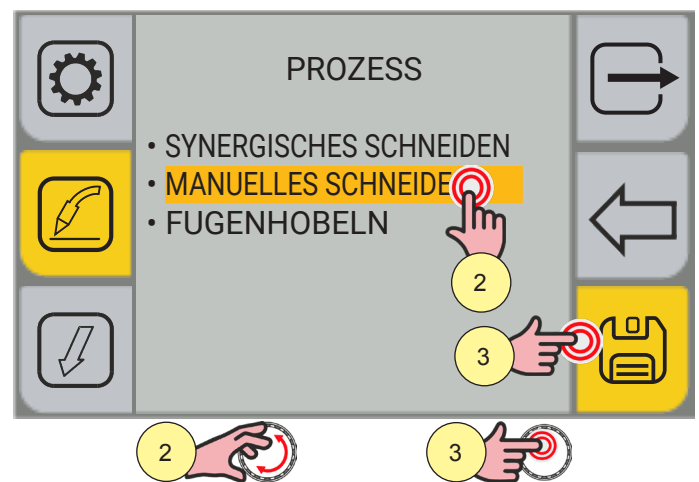 PROZESS
• SYNERGISCHES SCHNEIDEN
• MANUELLES SCHNEIDE
• FUGENHOBELN
2
3
2
3